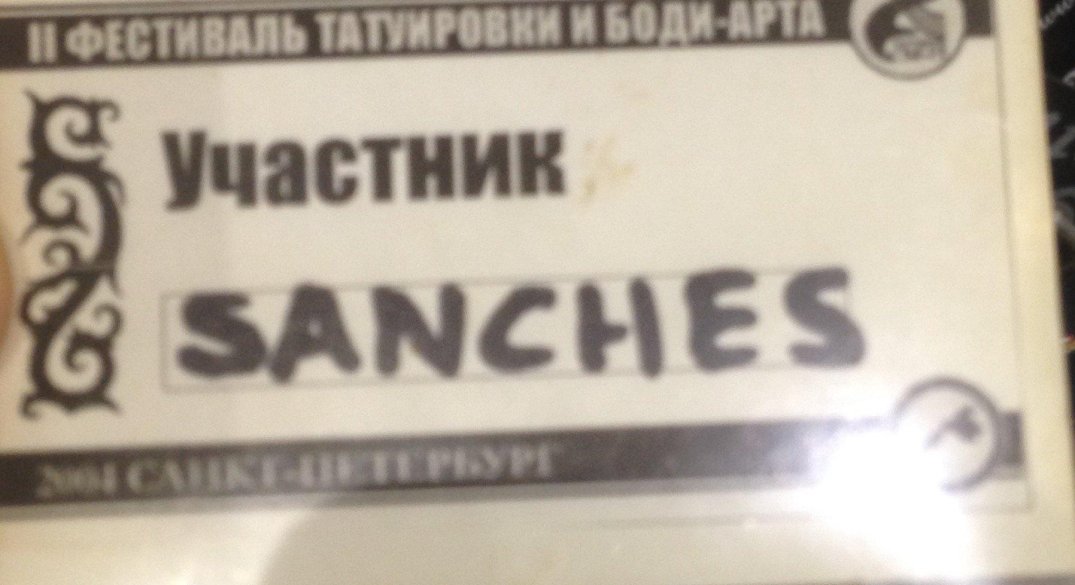 II ФЕСТИВАЛЬ ТАТУИРОВКИ И БОДИ-АРТА
Участник
SANCHES
2004 САНКТ-ПЕТЕРБУРГ